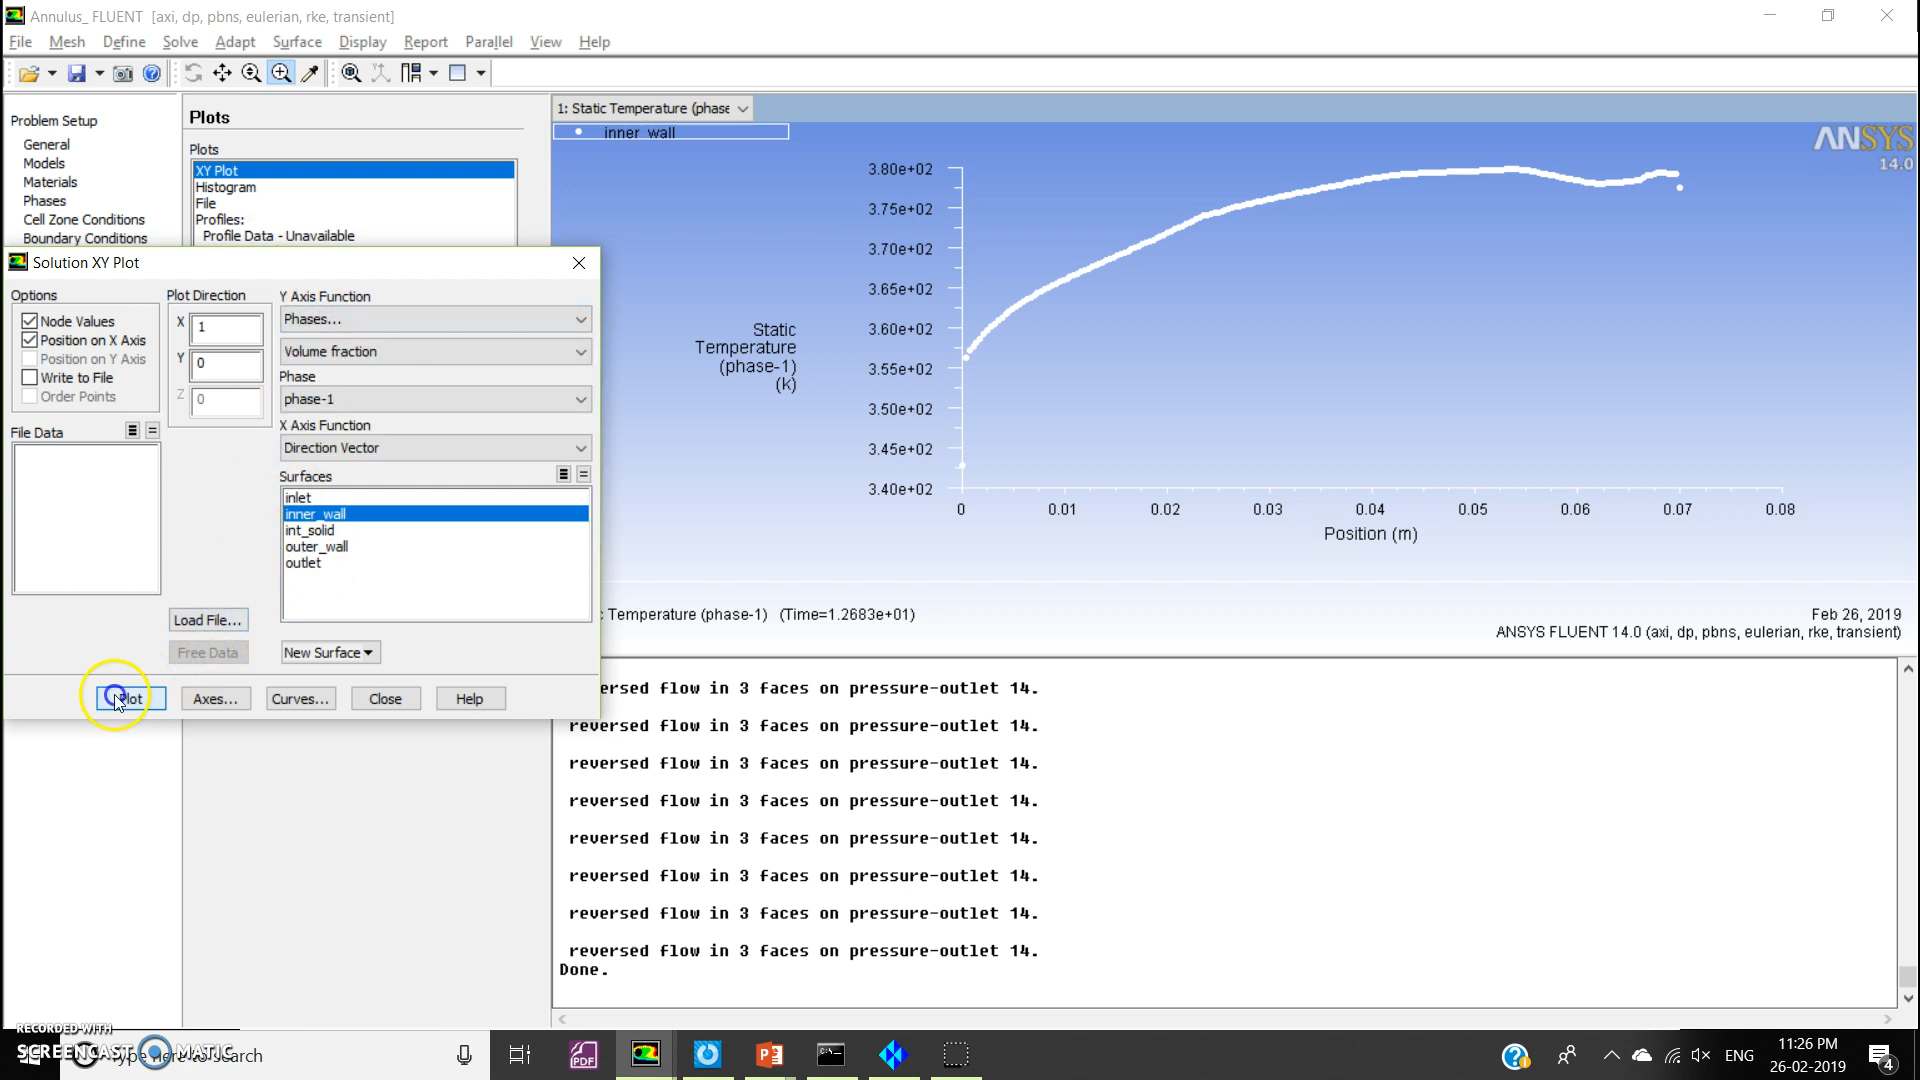 Annulus_ FLUENT [axi, dp, pbns, eulerian, rke, transient]
File Mesh Define Solve Adapt Surface Display Report Parallel View Help
Problem Setup
General
Models
Materials
Phases
Cell Zone Conditions
Boundary Conditions
Plots
Plots
XY Plot
Histogram
File
Profiles:
Profile Data - Unavailable
Solution XY Plot
Options
Node Values
Position on X Axis
Position on Y Axis
Write to File
Order Points
Plot Direction
X 1
Y 0
Z 0
Y Axis Function
Phases...
Volume fraction
Phase
phase-1
X Axis Function
Direction Vector
File Data
Surfaces
inlet
inner_wall
int_solid
outer_wall
outlet
Load File...
Free Data
New Surface
Plot Axes... Curves... Close Help
1: Static Temperature (phase
inner_wall
ANSYS
14.0
3.80e+02
3.75e+02
3.70e+02
3.65e+02
3.60e+02
3.55e+02
3.50e+02
3.45e+02
3.40e+02
Static
Temperature
(phase-1)
(k)
0 0.01 0.02 0.03 0.04 0.05 0.06 0.07 0.08
Position (m)
Temperature (phase-1) (Time=1.2683e+01)
Feb 26, 2019
ANSYS FLUENT 14.0 (axi, dp, pbns, eulerian, rke, transient)
ersed flow in 3 faces on pressure-outlet 14.
reversed flow in 3 faces on pressure-outlet 14.
reversed flow in 3 faces on pressure-outlet 14.
reversed flow in 3 faces on pressure-outlet 14.
reversed flow in 3 faces on pressure-outlet 14.
reversed flow in 3 faces on pressure-outlet 14.
reversed flow in 3 faces on pressure-outlet 14.
reversed flow in 3 faces on pressure-outlet 14.
Done.
RECORDED WITH
SCREENCAST MATIC
Type here to search
PDF
ENG
11:26 PM
26-02-2019
4